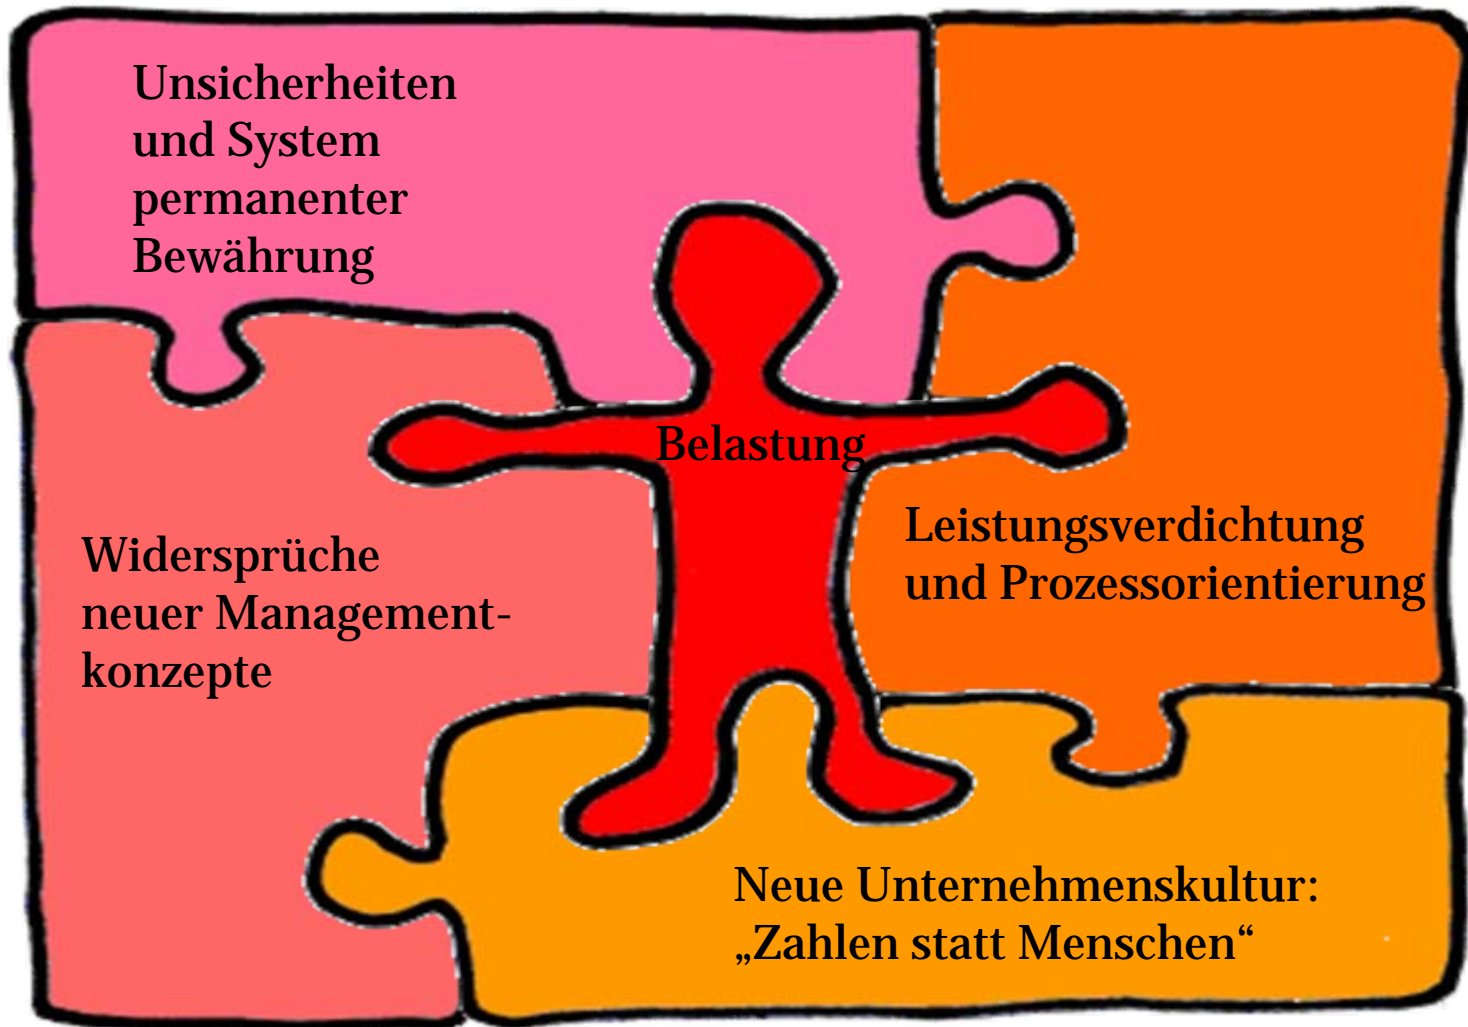 Unsicherheiten
und System
permanenter
Bewährung
Belastung
Widersprüche
neuer Management-
konzepte
Leistungsverdichtung
und Prozessorientierung
Neue Unternehmenskultur:
„Zahlen statt Menschen“